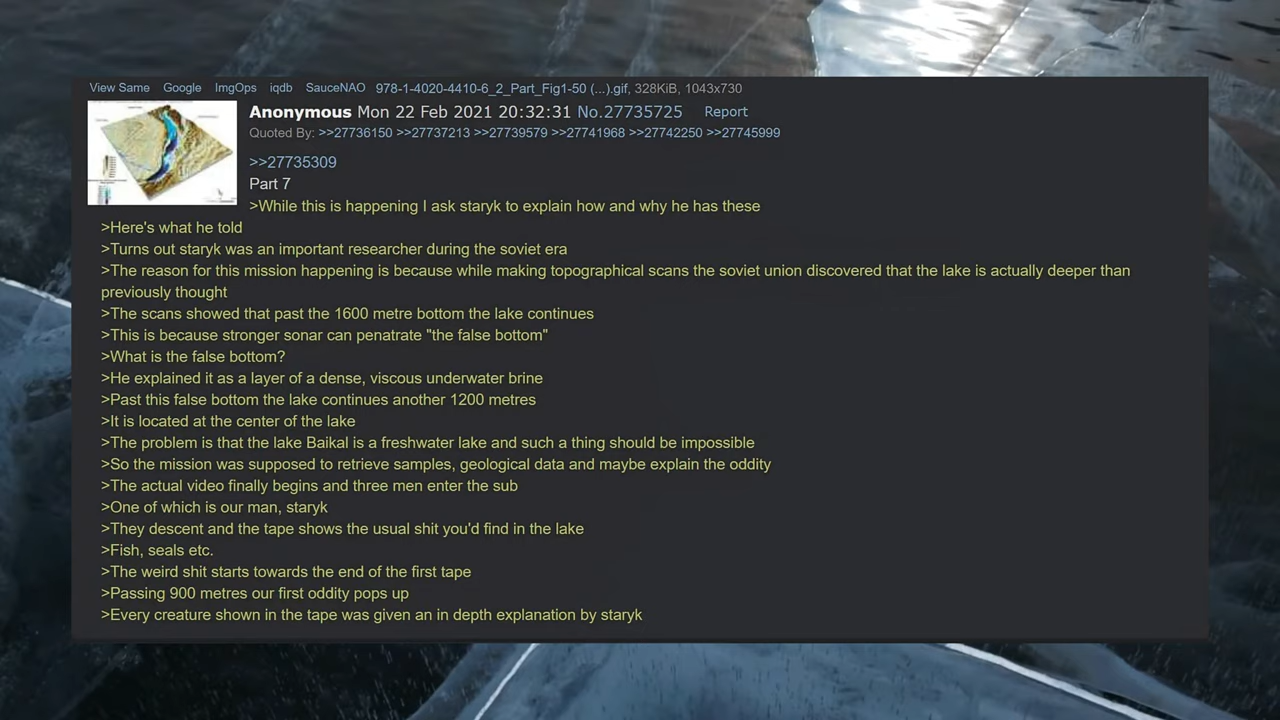 View Same Google ImgOps iqdb SauceNAO 978-1-4020-4410-6_2_Part_Fig1-50 (...).gif, 328KiB, 1043x730
Anonymous Mon 22 Feb 2021 20:32:31 No.27735725 Report
Quoted By: >>27736150 >>27737213 >>27739579 >>27741968 >>27742250 >>27745999
>>27735309
Part 7
>While this is happening I ask staryk to explain how and why he has these
>Here's what he told
>Turns out staryk was an important researcher during the soviet era
>The reason for this mission happening is because while making topographical scans the soviet union discovered that the lake is actually deeper than
previously thought
>The scans showed that past the 1600 metre bottom the lake continues
>This is because stronger sonar can penatrate "the false bottom"
>What is the false bottom?
>He explained it as a layer of a dense, viscous underwater brine
>Past this false bottom the lake continues another 1200 metres
>It is located at the center of the lake
>The problem is that the lake Baikal is a freshwater lake and such a thing should be impossible
>So the mission was supposed to retrieve samples, geological data and maybe explain the oddity
>The actual video finally begins and three men enter the sub
>One of which is our man, staryk
>They descent and the tape shows the usual shit you'd find in the lake
>Fish, seals etc.
>The weird shit starts towards the end of the first tape
>Passing 900 metres our first oddity pops up
>Every creature shown in the tape was given an in depth explanation by staryk